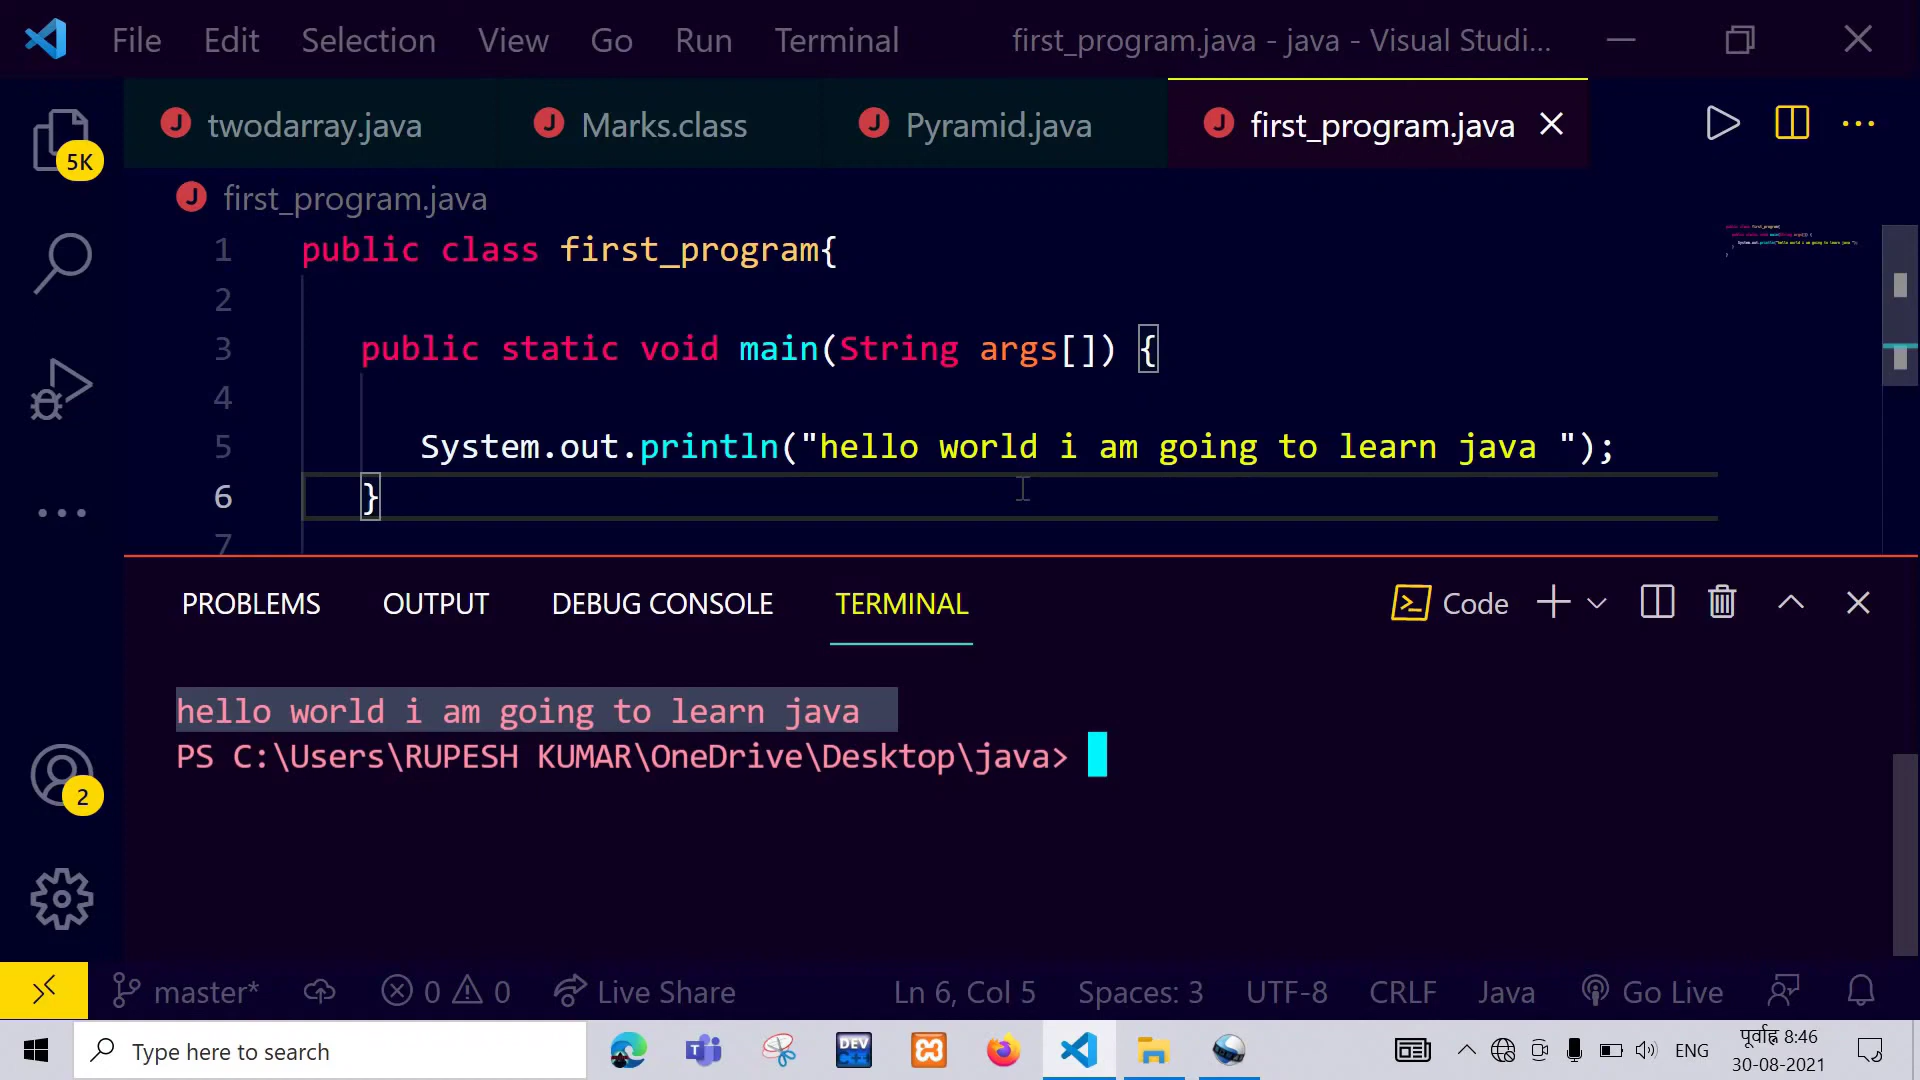 File Edit Selection View Go Run Terminal first_program.java - java - Visual Studi...
twodarray.java Marks.class Pyramid.java first_program.java
5K
first_program.java
1 public class first_program{
2
3 public static void main(String args[]) {
4
5 System.out.println("hello world i am going to learn java ");
6 }
7
PROBLEMS OUTPUT DEBUG CONSOLE TERMINAL Code
hello world i am going to learn java
PS C:\Users\RUPESH KUMAR\OneDrive\Desktop\java>
2
master* 0 0 Live Share Ln 6, Col 5 Spaces: 3 UTF-8 CRLF Java Go Live
Type here to search DEV C++ ENG पूर्वाह्न 8:46
30-08-2021